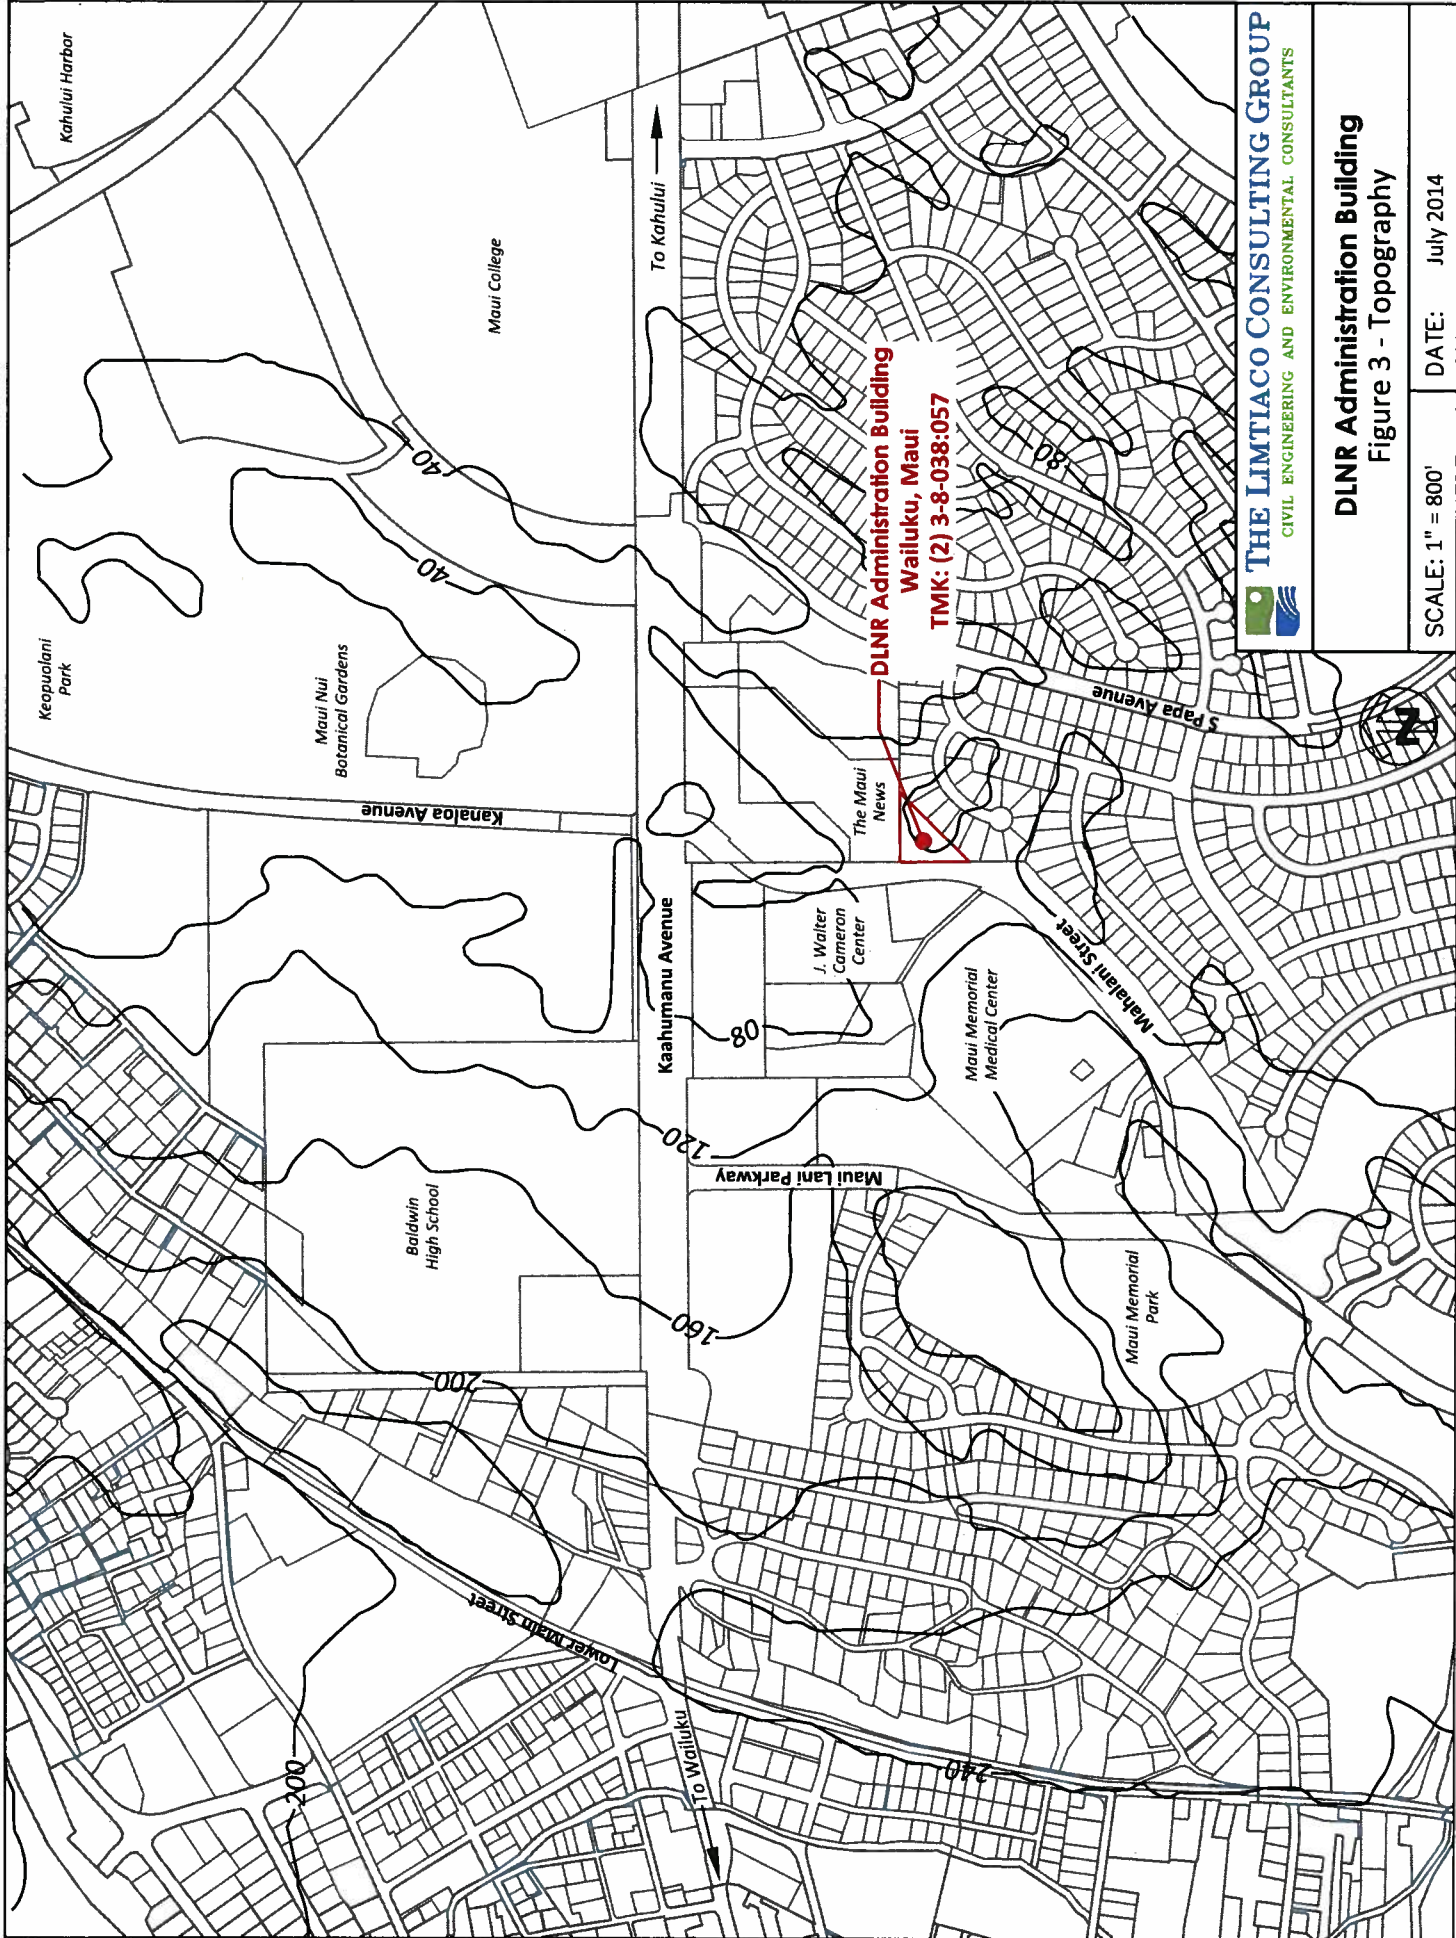 Kahului Harbor
Keopuolani
Park
Maui Nui
Botanical Gardens
Maui College
Kanaloa Avenue
40
40
To Kahului
Kaahumanu Avenue
Baldwin
High School
80
120
160
200
Maui Lani Parkway
The Maui
News
J. Walter
Cameron
Center
Maui Memorial
Medical Center
Mahalani Street
Maui Memorial
Park
S Papa Avenue
80
DLNR Administration Building
Wailuku, Maui
TMK: (2) 3-8-038:057
Lower Main Street
To Wailuku
200
240
N
THE LIMTIACO CONSULTING GROUP
CIVIL ENGINEERING AND ENVIRONMENTAL CONSULTANTS
DLNR Administration Building
Figure 3 - Topography
SCALE: 1" = 800'
DATE: July 2014